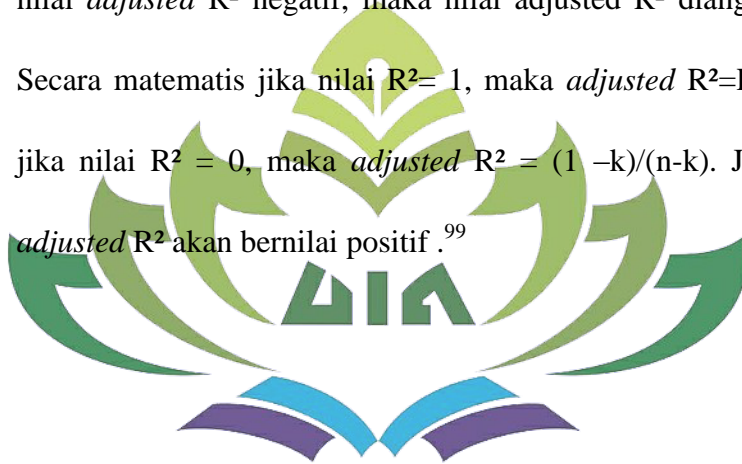 nilai adjusted R² negatif, maka nilai adjusted R² diang
Secara matematis jika nilai R²= 1, maka adjusted R²=
jika nilai R² = 0, maka adjusted R² = (1 –k)/(n-k). J
adjusted R² akan bernilai positif .⁹⁹
UIN